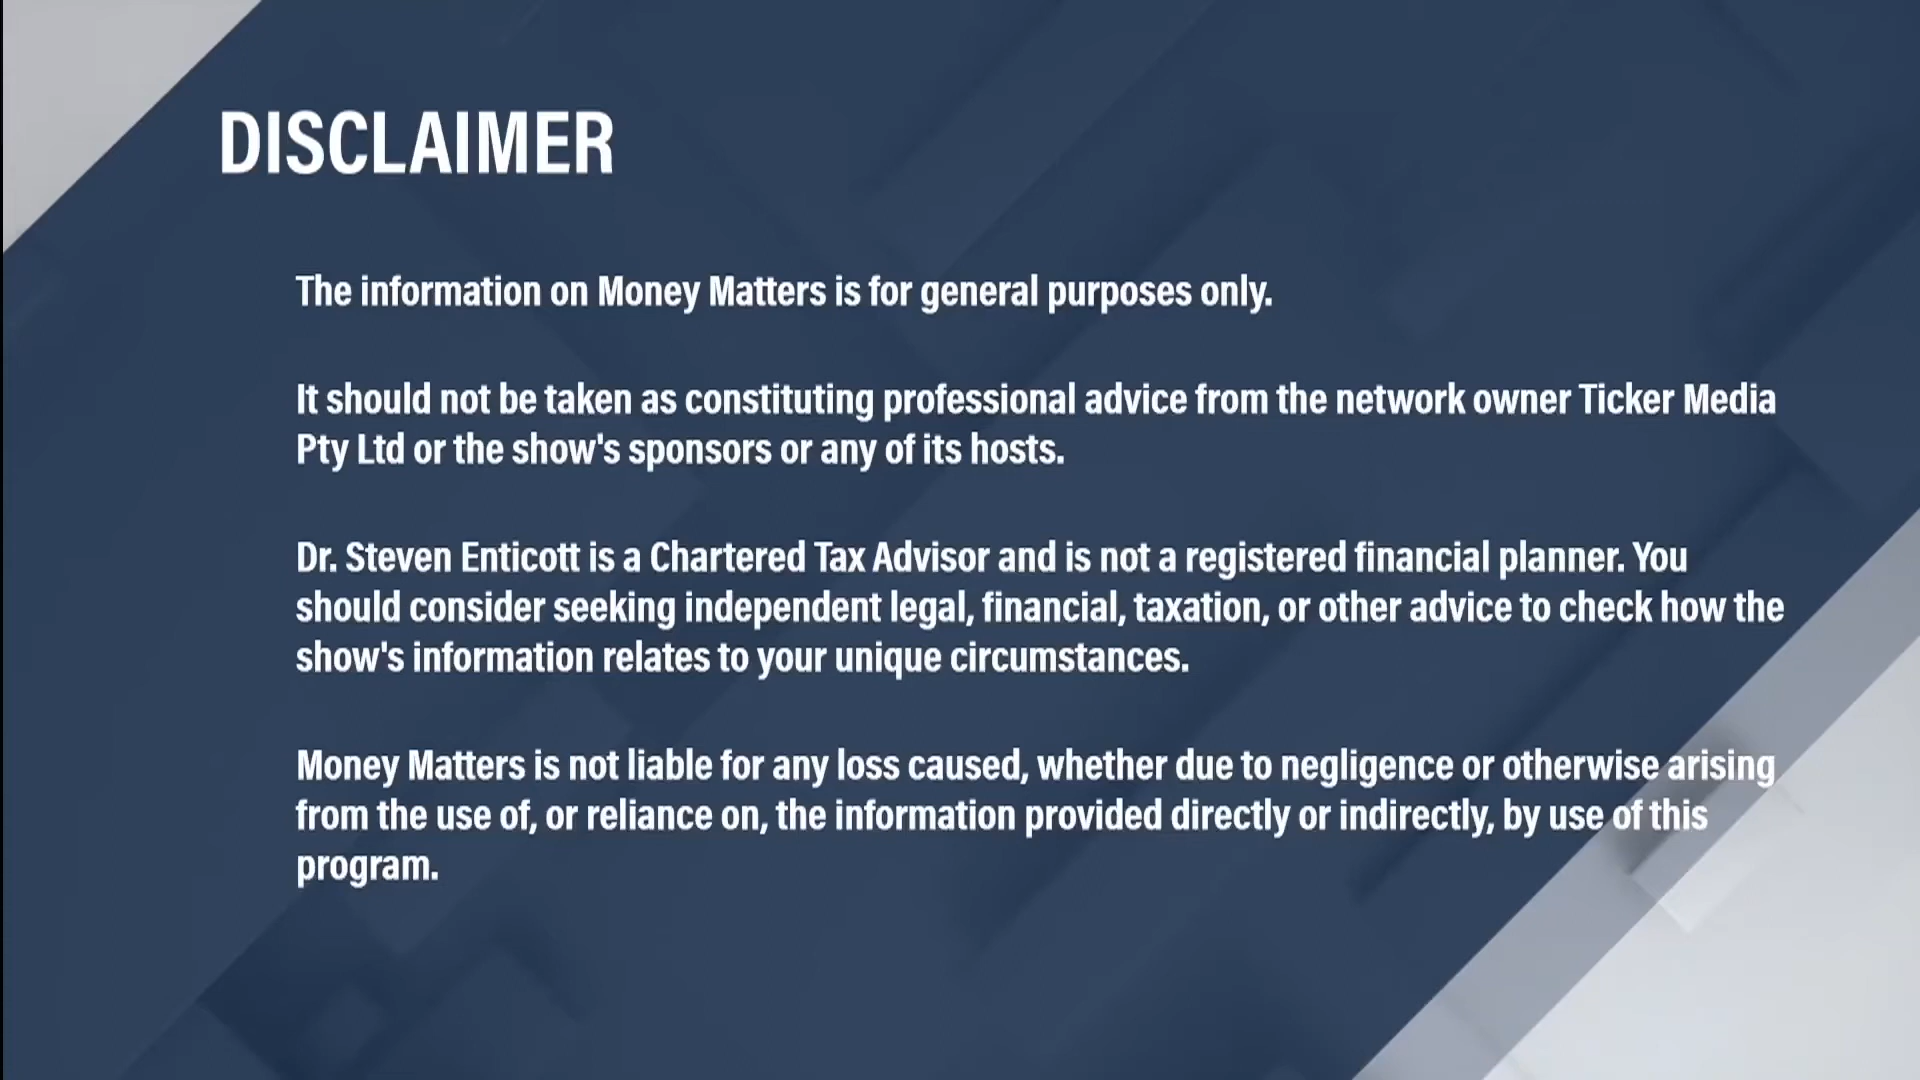 DISCLAIMER
The information on Money Matters is for general purposes only.
It should not be taken as constituting professional advice from the network owner Ticker Media
Pty Ltd or the show's sponsors or any of its hosts.
Dr. Steven Enticott is a Chartered Tax Advisor and is not a registered financial planner. You
should consider seeking independent legal, financial, taxation, or other advice to check how the
show's information relates to your unique circumstances.
Money Matters is not liable for any loss caused, whether due to negligence or otherwise arising
from the use of, or reliance on, the information provided directly or indirectly, by use of this
program.